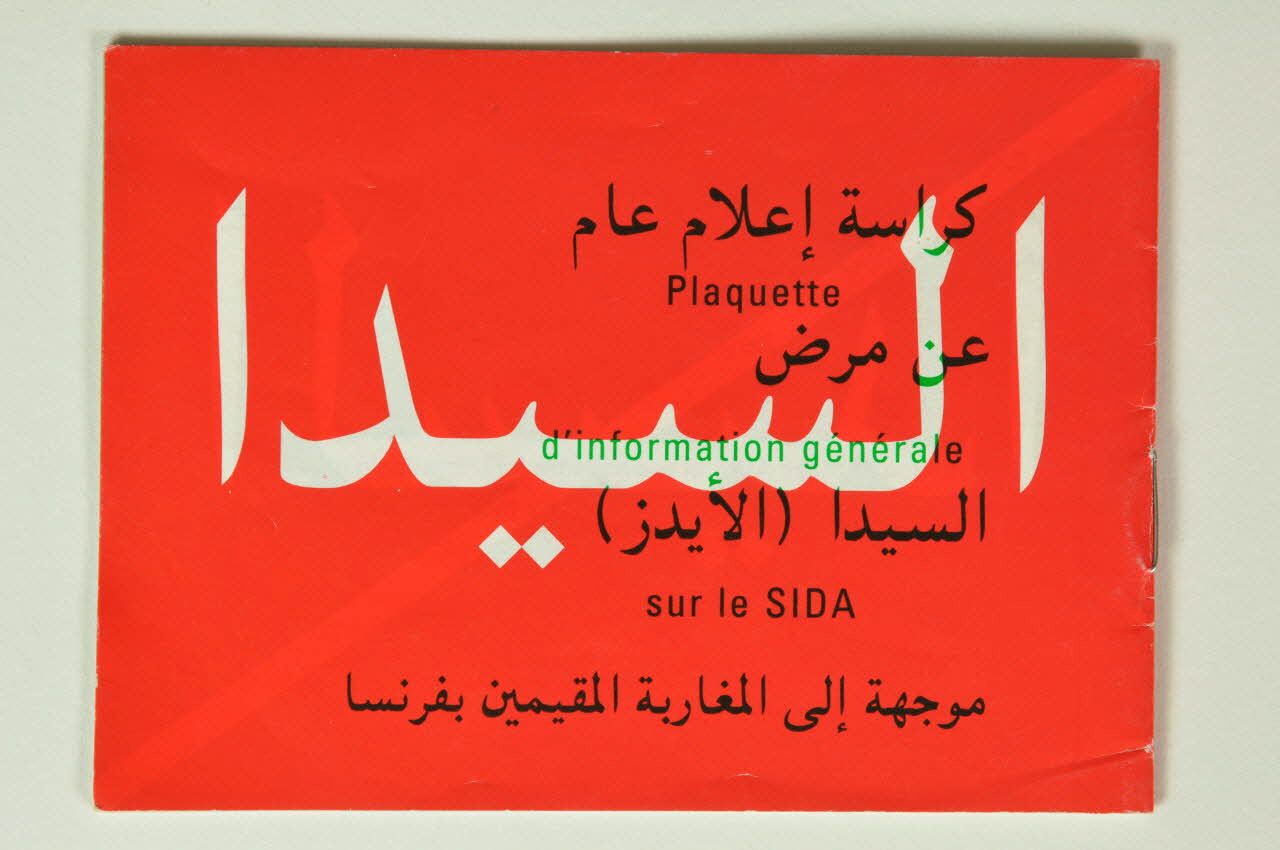 السيدا
كراسة إعلام عام
Plaquette
عن مرض
d'information générale
السيدا (الأيدز)
sur le SIDA
موجهة إلى المغاربة المقيمين بفرنسا